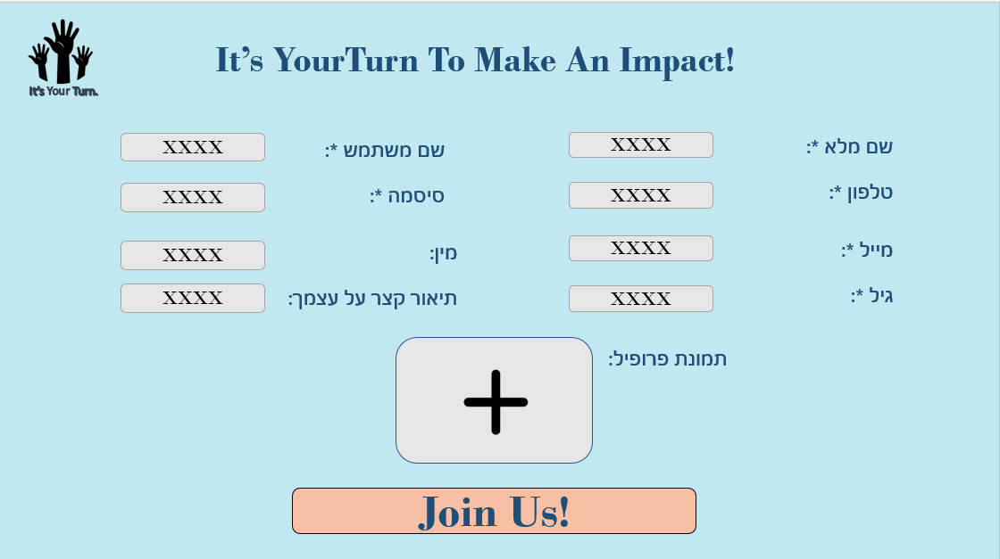 It's Your Turn.
It's YourTurn To Make An Impact!
שם מלא *:
XXXX
שם משתמש *:
XXXX
טלפון *:
XXXX
סיסמה *:
XXXX
מייל *:
XXXX
מין:
XXXX
גיל *:
XXXX
תיאור קצר על עצמך:
XXXX
תמונת פרופיל:
Join Us!